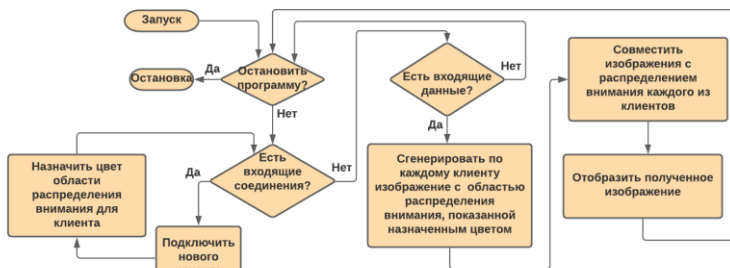 Запуск
Остановить
программу?
Да
Остановка
Нет
Есть
входящие
соединения?
Да
Нет
Назначить цвет
области
распределения
внимания для
клиента
Подключить
нового
Есть входящие
данные?
Нет
Да
Сгенерировать по
каждому клиенту
изображение с областью
распределения
внимания, показанной
назначенным цветом
Совместить
изображения с
распределением
внимания каждого из
клиентов
Отобразить полученное
изображение